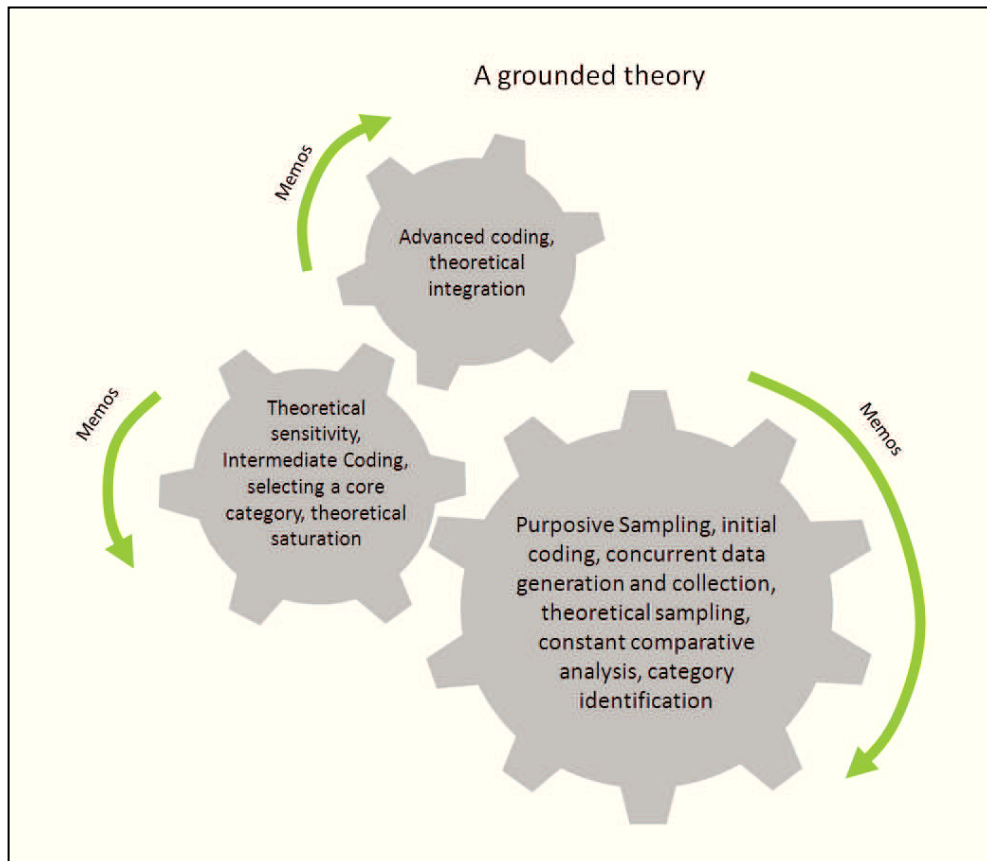 A grounded theory
Memos
Advanced coding,
theoretical
integration
Memos
Theoretical
sensitivity,
Intermediate Coding,
selecting a core
category, theoretical
saturation
Memos
Purposive Sampling, initial
coding, concurrent data
generation and collection,
theoretical sampling,
constant comparative
analysis, category
identification